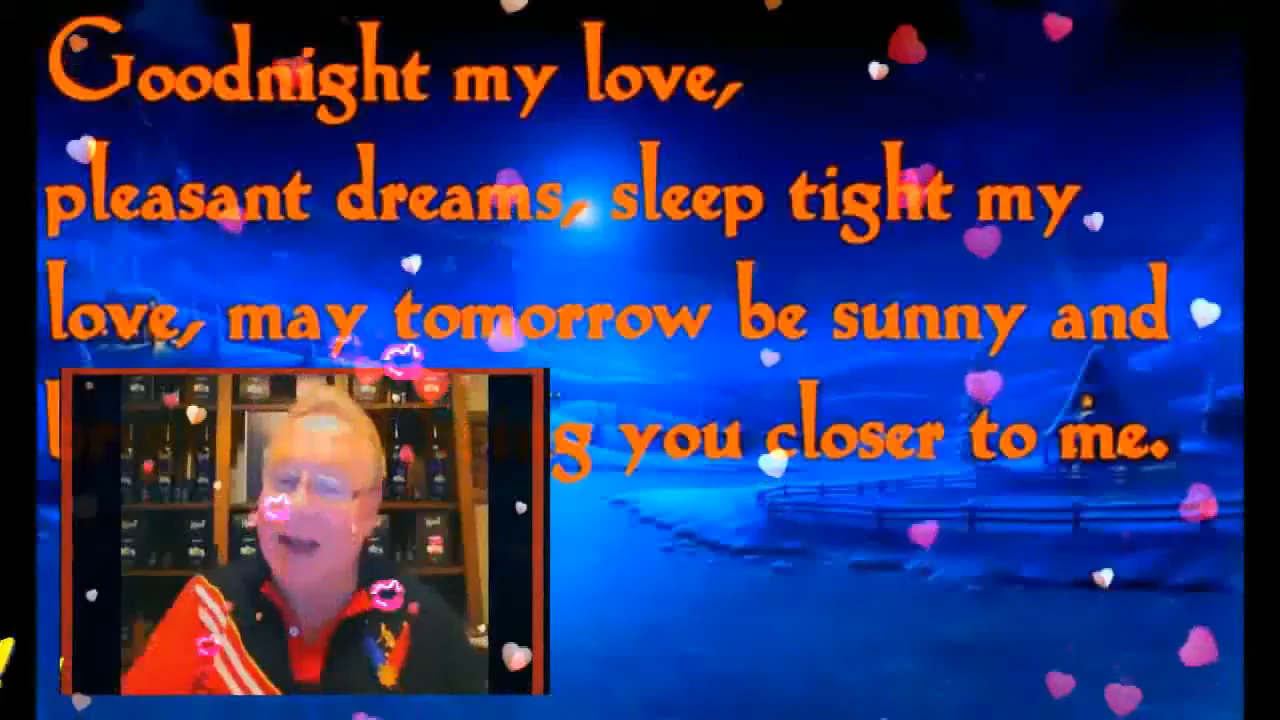 Goodnight my love,
pleasant dreams, sleep tight my
love, may tomorrow be sunny and
you closer to me.